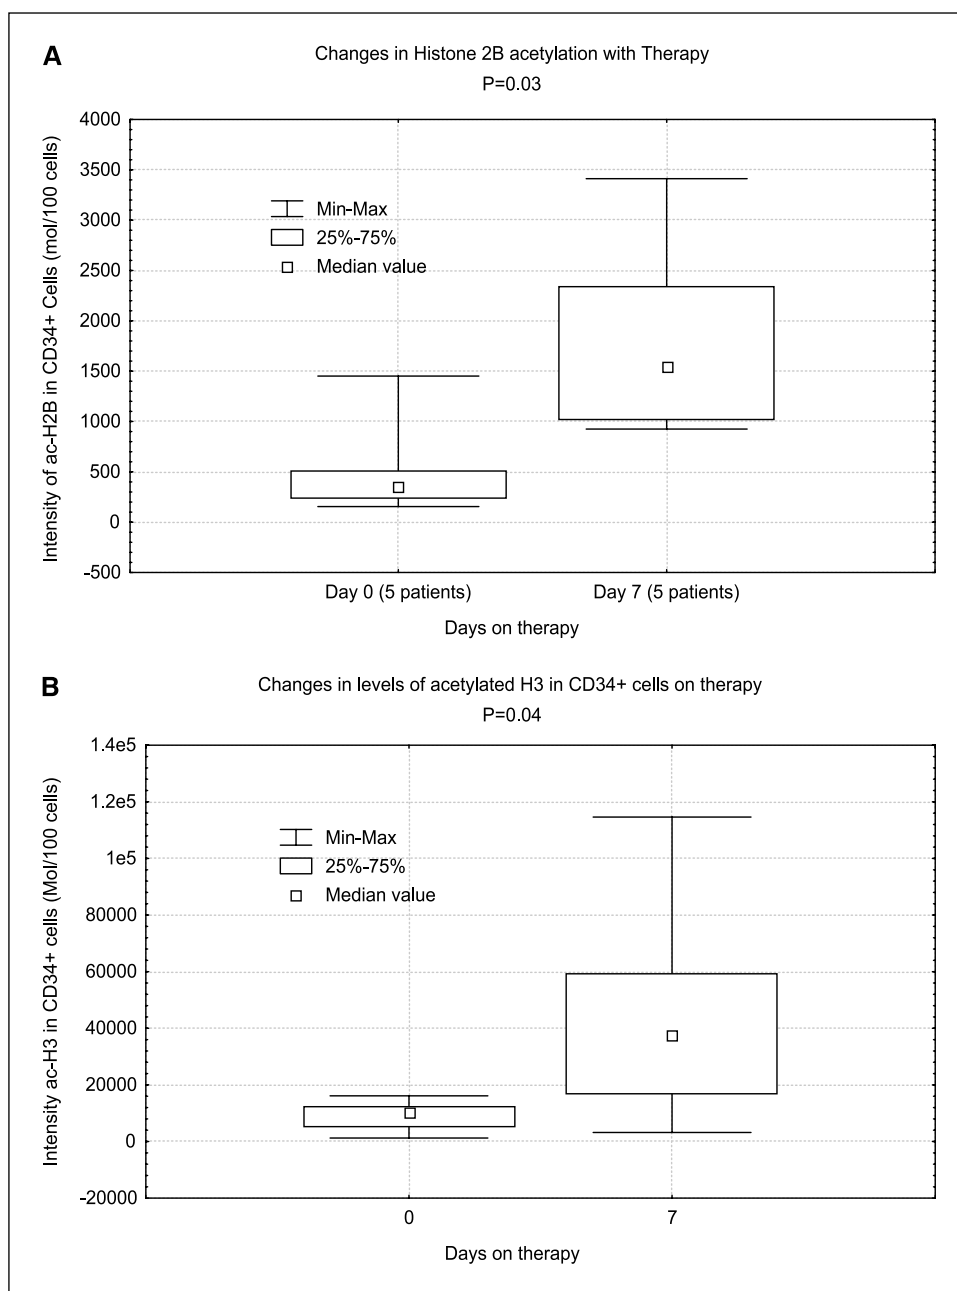 A
Changes in Histone 2B acetylation with Therapy
P=0.03
Intensity of ac-H2B in CD34+ Cells (mol/100 cells)
4000
3500
3000
2500
2000
1500
1000
500
0
-500
Min-Max
25%-75%
Median value
Day 0 (5 patients) Day 7 (5 patients)
Days on therapy
B
Changes in levels of acetylated H3 in CD34+ cells on therapy
P=0.04
Intensity ac-H3 in CD34+ cells (Mol/100 cells)
1.4e5
1.2e5
1e5
80000
60000
40000
20000
0
-20000
Min-Max
25%-75%
Median value
0 7
Days on therapy